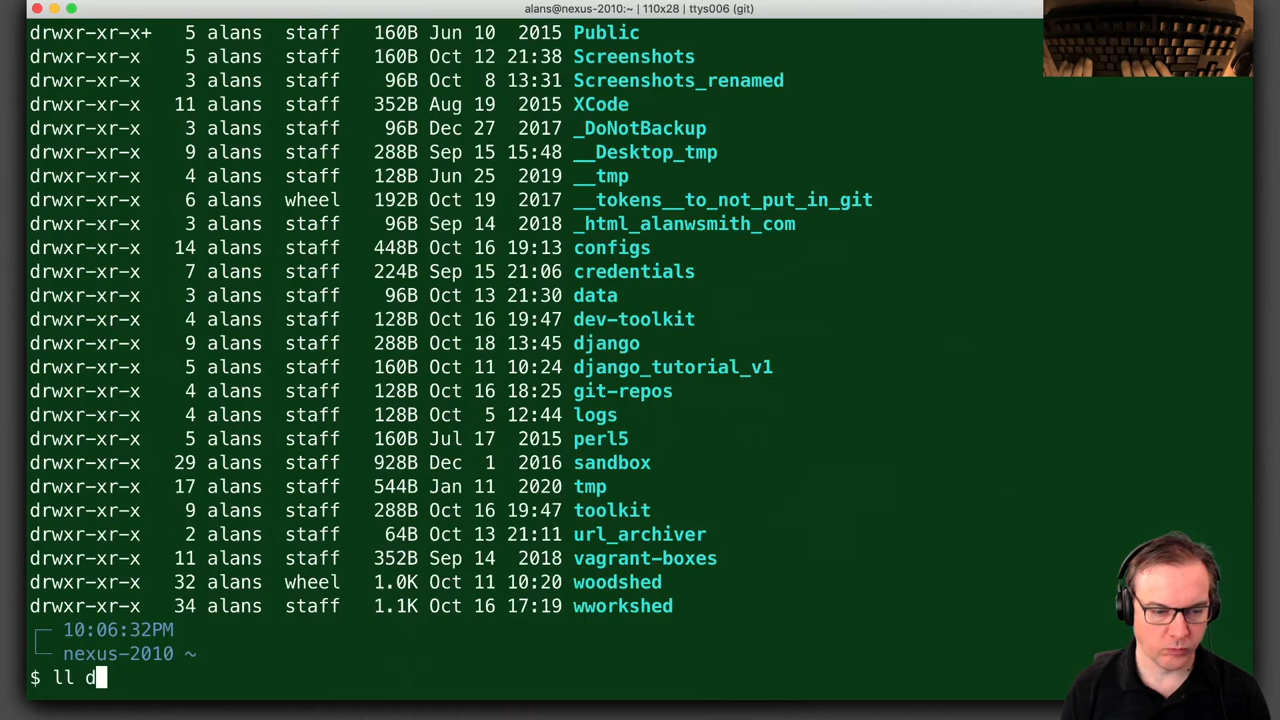 alans@nexus-2010:~ | 110x28 | ttys006 (git)
drwxr-xr-x+ 5 alans staff 160B Jun 10 2015 Public
drwxr-xr-x 5 alans staff 160B Oct 12 21:38 Screenshots
drwxr-xr-x 3 alans staff 96B Oct 8 13:31 Screenshots_renamed
drwxr-xr-x 11 alans staff 352B Aug 19 2015 XCode
drwxr-xr-x 3 alans staff 96B Dec 27 2017 _DoNotBackup
drwxr-xr-x 9 alans staff 288B Sep 15 15:48 __Desktop_tmp
drwxr-xr-x 4 alans staff 128B Jun 25 2019 __tmp
drwxr-xr-x 6 alans wheel 192B Oct 19 2017 __tokens__to_not_put_in_git
drwxr-xr-x 3 alans staff 96B Sep 14 2018 _html_alanwsmith_com
drwxr-xr-x 14 alans staff 448B Oct 16 19:13 configs
drwxr-xr-x 7 alans staff 224B Sep 15 21:06 credentials
drwxr-xr-x 3 alans staff 96B Oct 13 21:30 data
drwxr-xr-x 4 alans staff 128B Oct 16 19:47 dev-toolkit
drwxr-xr-x 9 alans staff 288B Oct 18 13:45 django
drwxr-xr-x 5 alans staff 160B Oct 11 10:24 django_tutorial_v1
drwxr-xr-x 4 alans staff 128B Oct 16 18:25 git-repos
drwxr-xr-x 4 alans staff 128B Oct 5 12:44 logs
drwxr-xr-x 5 alans staff 160B Jul 17 2015 perl5
drwxr-xr-x 29 alans staff 928B Dec 1 2016 sandbox
drwxr-xr-x 17 alans staff 544B Jan 11 2020 tmp
drwxr-xr-x 9 alans staff 288B Oct 16 19:47 toolkit
drwxr-xr-x 2 alans staff 64B Oct 13 21:11 url_archiver
drwxr-xr-x 11 alans staff 352B Sep 14 2018 vagrant-boxes
drwxr-xr-x 32 alans wheel 1.0K Oct 11 10:20 woodshed
drwxr-xr-x 34 alans staff 1.1K Oct 16 17:19 wworkshed
┌─ 10:06:32PM
└─ nexus-2010 ~
$ ll d